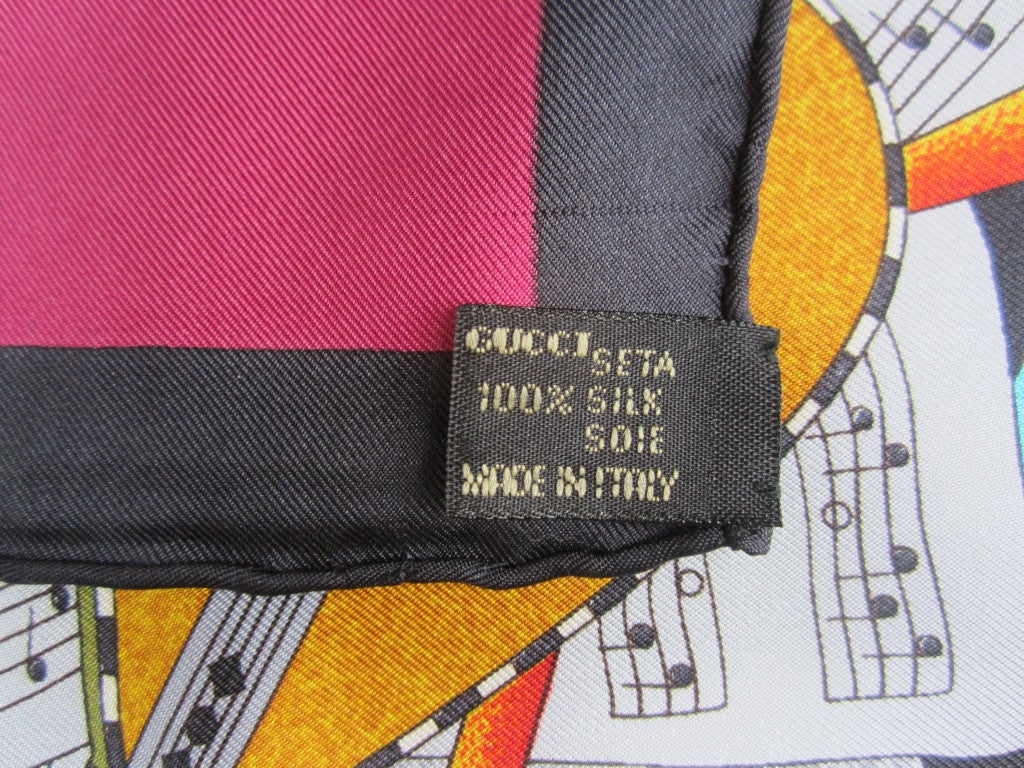 GUCCI SETA
100% SILK
SOIE
MADE IN ITALY